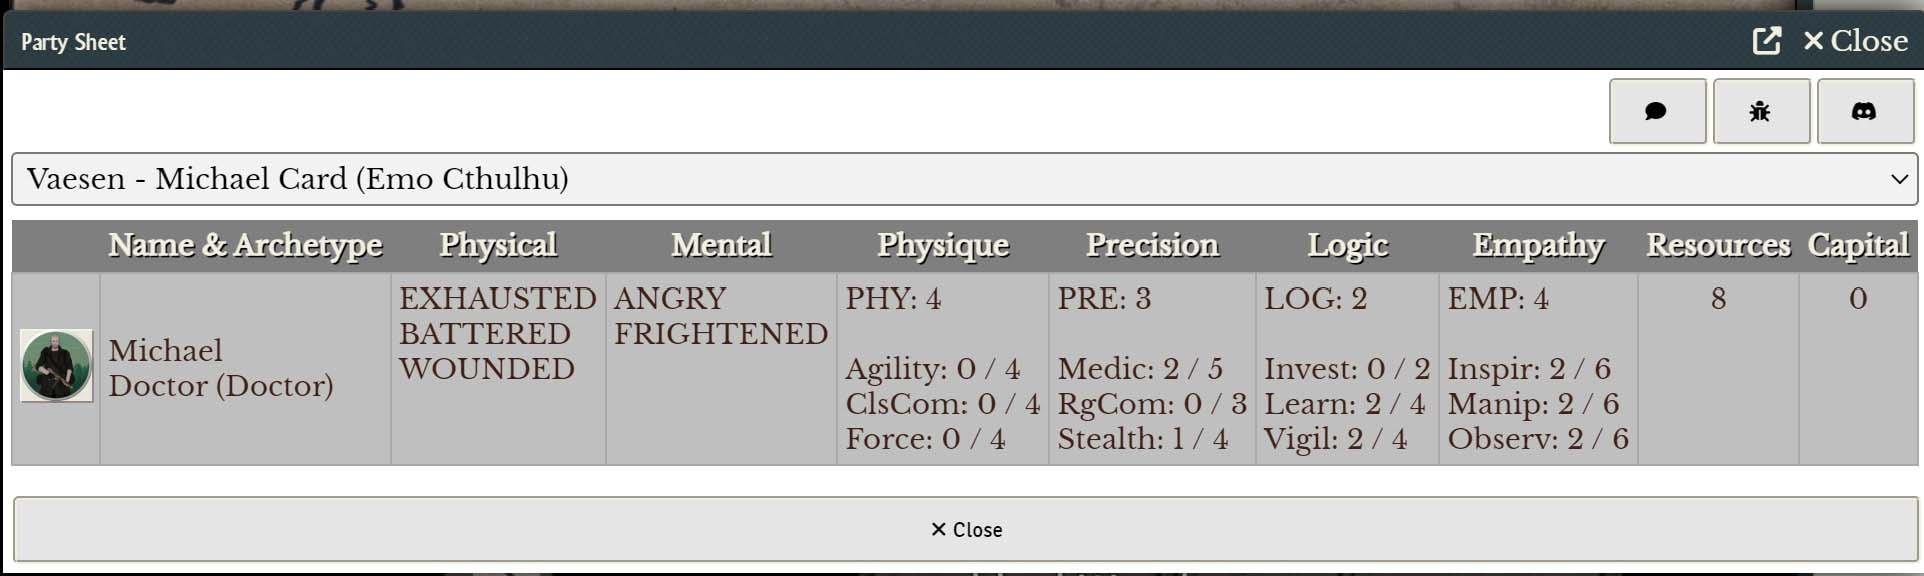 Party Sheet
Close
Vaesen - Michael Card (Emo Cthulhu)
Name & Archetype Physical Mental Physique Precision Logic Empathy Resources Capital
Michael
Doctor (Doctor)
EXHAUSTED
BATTERED
WOUNDED
ANGRY
FRIGHTENED
PHY: 4
Agility: 0 / 4
ClsCom: 0 / 4
Force: 0 / 4
PRE: 3
Medic: 2 / 5
RgCom: 0 / 3
Stealth: 1 / 4
LOG: 2
Invest: 0 / 2
Learn: 2 / 4
Vigil: 2 / 4
EMP: 4
Inspir: 2 / 6
Manip: 2 / 6
Observ: 2 / 6
8
0
Close